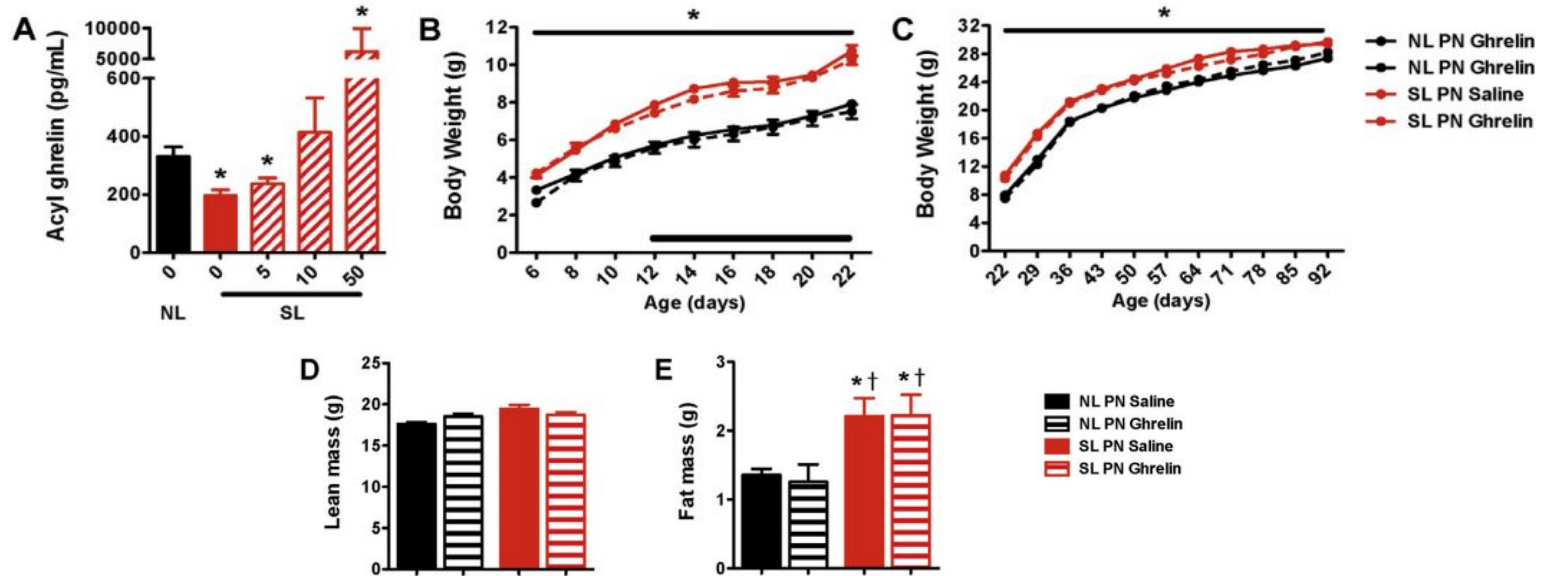 A
Acyl ghrelin (pg/mL)
10000
5000
600
400
200
0
*
*
*
0
0
5
10
50
NL
SL
B
Body Weight (g)
12
10
8
6
4
2
0
*
6
8
10
12
14
16
18
20
22
Age (days)
C
Body Weight (g)
32
28
24
20
16
12
8
4
0
*
22
29
36
43
50
57
64
71
78
85
92
Age (days)
NL PN Ghrelin
NL PN Ghrelin
SL PN Saline
SL PN Ghrelin
D
Lean mass (g)
25
20
15
10
5
0
E
Fat mass (g)
3
2
1
0
*†
*†
NL PN Saline
NL PN Ghrelin
SL PN Saline
SL PN Ghrelin